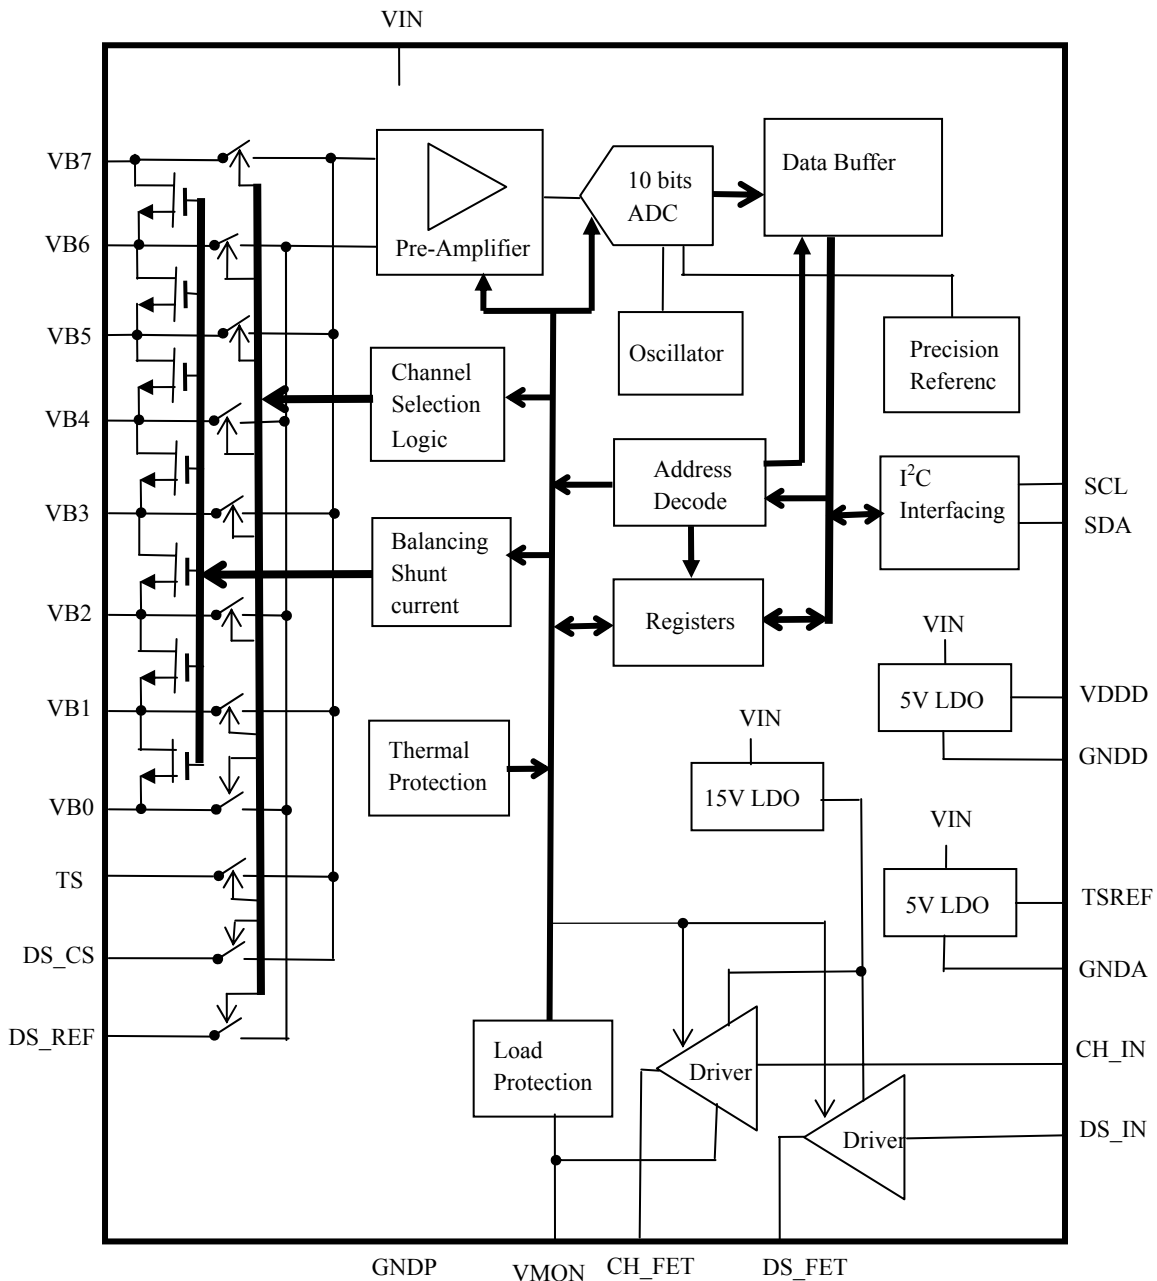 VIN
VB7
VB6
VB5
VB4
VB3
VB2
VB1
VB0
TS
DS_CS
DS_REF
Pre-Amplifier
10 bits
ADC
Data Buffer
Oscillator
Precision
Referenc
Channel
Selection
Logic
Address
Decode
I²C
Interfacing
SCL
SDA
Balancing
Shunt
current
Registers
VIN
5V LDO
VDDD
GNDD
Thermal
Protection
VIN
15V LDO
VIN
5V LDO
TSREF
GNDA
Load
Protection
Driver
CH_IN
Driver
DS_IN
GNDP
VMON
CH_FET
DS_FET